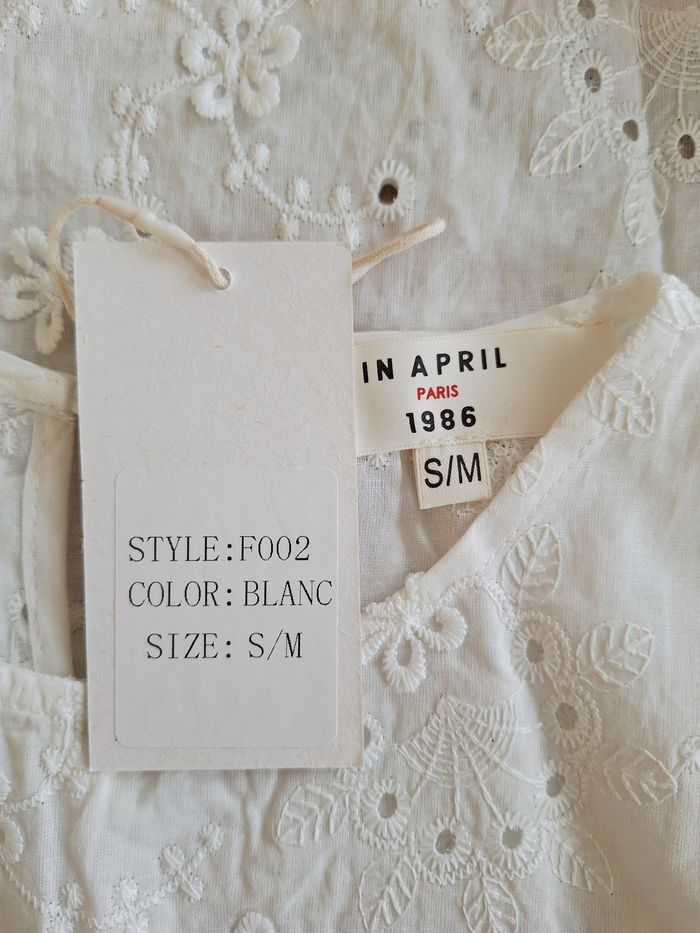 IN APRIL
PARIS
1986
S/M
STYLE:F002
COLOR: BLANC
SIZE: S/M